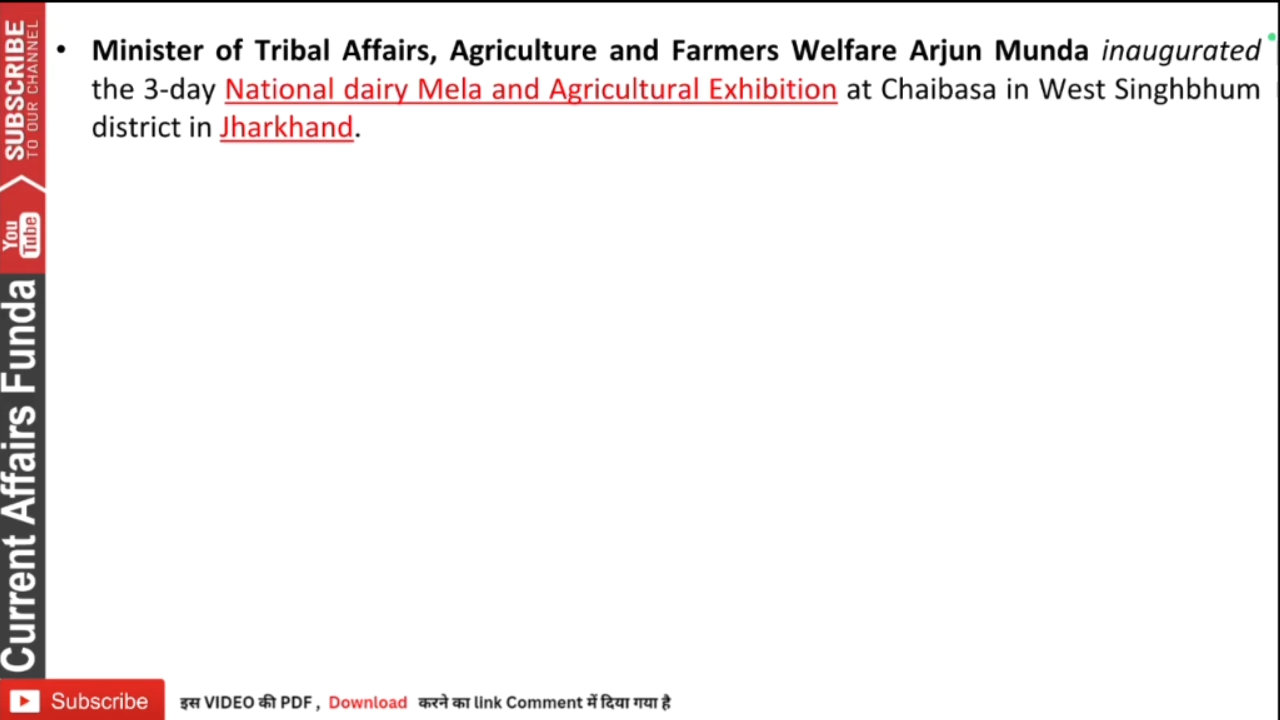 • Minister of Tribal Affairs, Agriculture and Farmers Welfare Arjun Munda inaugurated
the 3-day National dairy Mela and Agricultural Exhibition at Chaibasa in West Singhbhum
district in Jharkhand.
SUBSCRIBE
TO OUR CHANNEL
You
Tube
Current Affairs Funda
Subscribe
इस VIDEO की PDF , Download करने का link Comment में दिया गया है